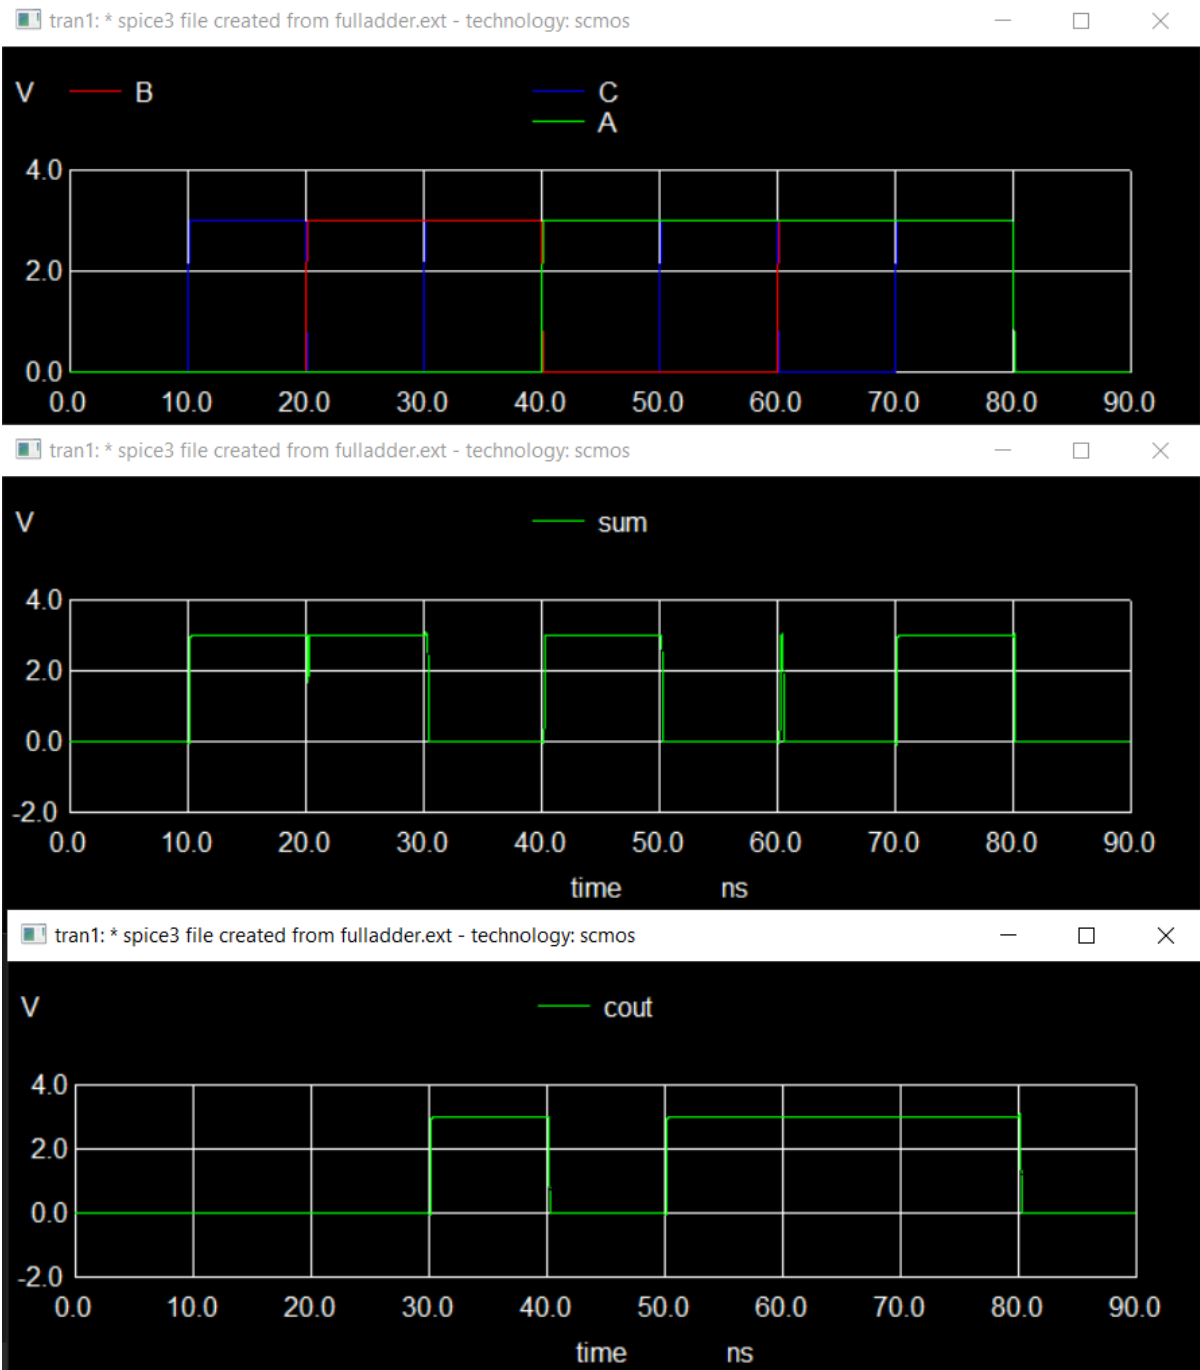 tran1: * spice3 file created from fulladder.ext - technology: scmos
V B C
A
4.0
2.0
0.0
0.0 10.0 20.0 30.0 40.0 50.0 60.0 70.0 80.0 90.0
tran1: * spice3 file created from fulladder.ext - technology: scmos
V sum
4.0
2.0
0.0
-2.0
0.0 10.0 20.0 30.0 40.0 50.0 60.0 70.0 80.0 90.0
time ns
tran1: * spice3 file created from fulladder.ext - technology: scmos
V cout
4.0
2.0
0.0
-2.0
0.0 10.0 20.0 30.0 40.0 50.0 60.0 70.0 80.0 90.0
time ns